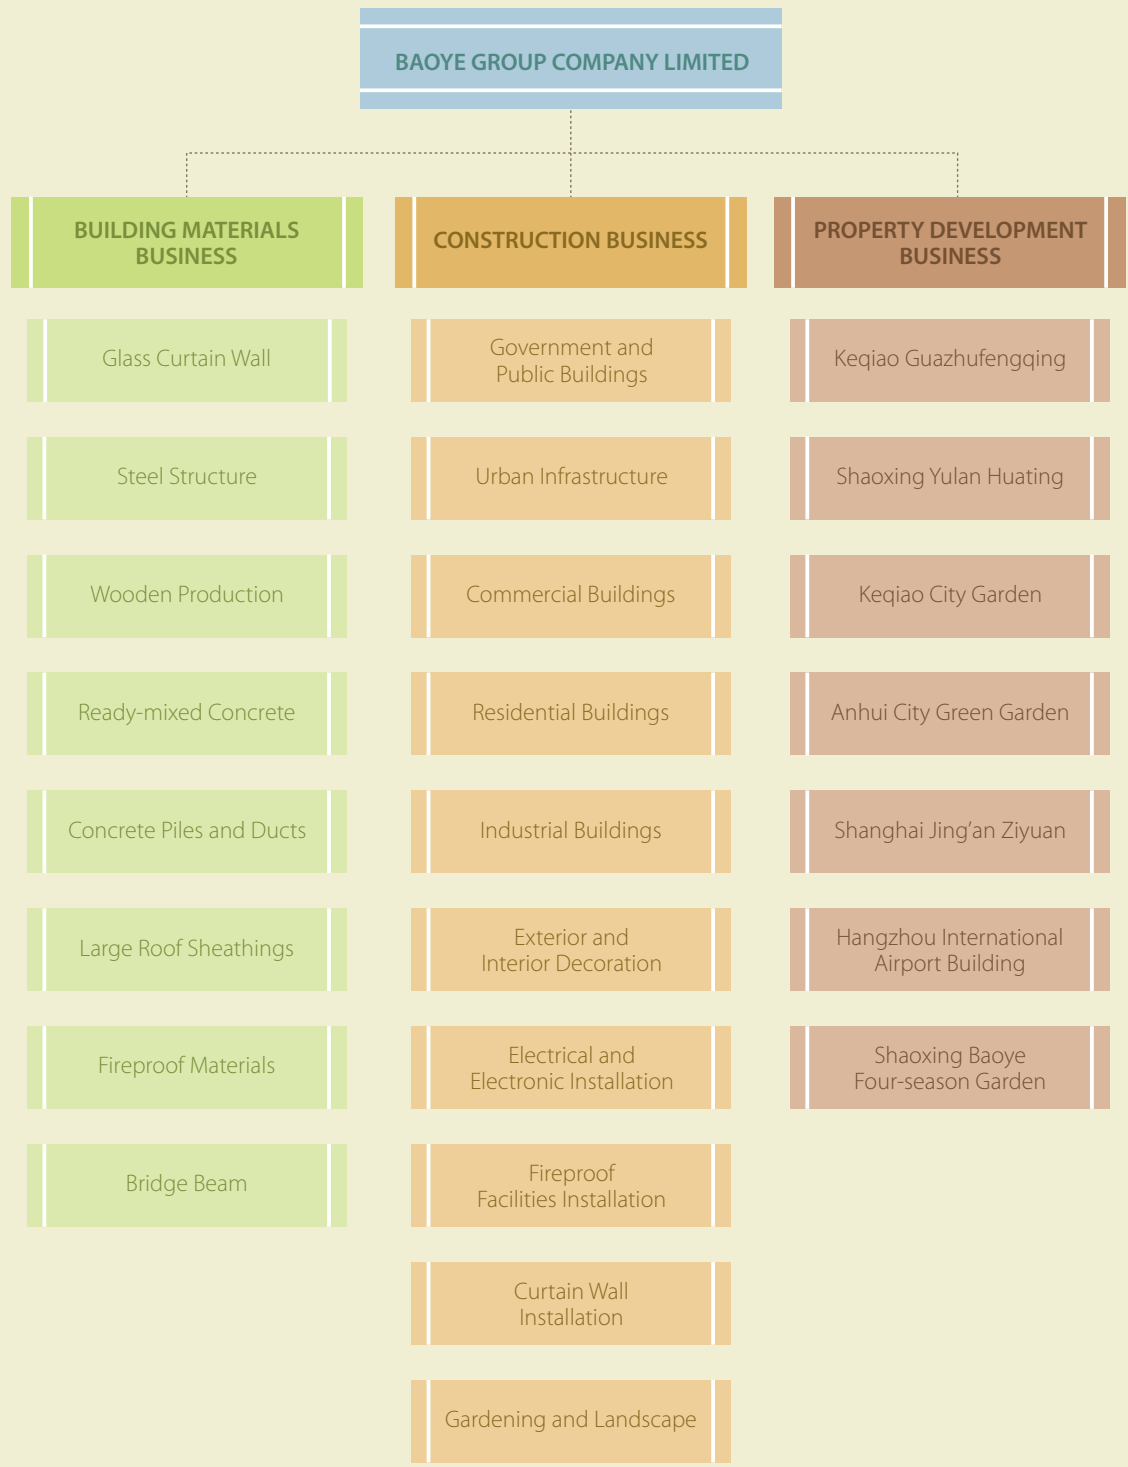 BAOYE GROUP COMPANY LIMITED
BUILDING MATERIALS
BUSINESS
Glass Curtain Wall
Steel Structure
Wooden Production
Ready-mixed Concrete
Concrete Piles and Ducts
Large Roof Sheathings
Fireproof Materials
Bridge Beam
CONSTRUCTION BUSINESS
Government and
Public Buildings
Urban Infrastructure
Commercial Buildings
Residential Buildings
Industrial Buildings
Exterior and
Interior Decoration
Electrical and
Electronic Installation
Fireproof
Facilities Installation
Curtain Wall
Installation
Gardening and Landscape
PROPERTY DEVELOPMENT
BUSINESS
Keqiao Guazhufengqing
Shaoxing Yulan Huating
Keqiao City Garden
Anhui City Green Garden
Shanghai Jing’an Ziyuan
Hangzhou International
Airport Building
Shaoxing Baoye
Four-season Garden